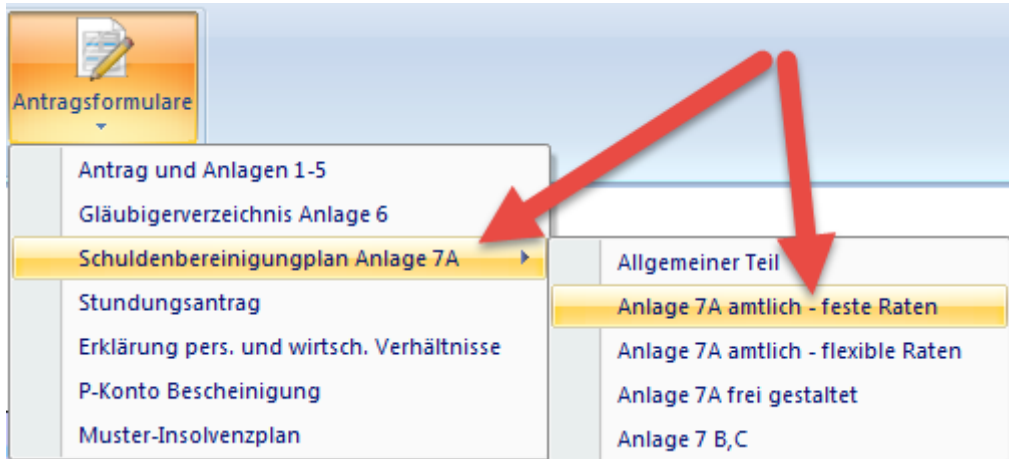 Antragsformulare
Antrag und Anlagen 1-5
Gläubigerverzeichnis Anlage 6
Schuldenbereinigungplan Anlage 7A
Stundungsantrag
Erklärung pers. und wirtsch. Verhältnisse
P-Konto Bescheinigung
Muster-Insolvenzplan
Allgemeiner Teil
Anlage 7A amtlich - feste Raten
Anlage 7A amtlich - flexible Raten
Anlage 7A frei gestaltet
Anlage 7 B,C